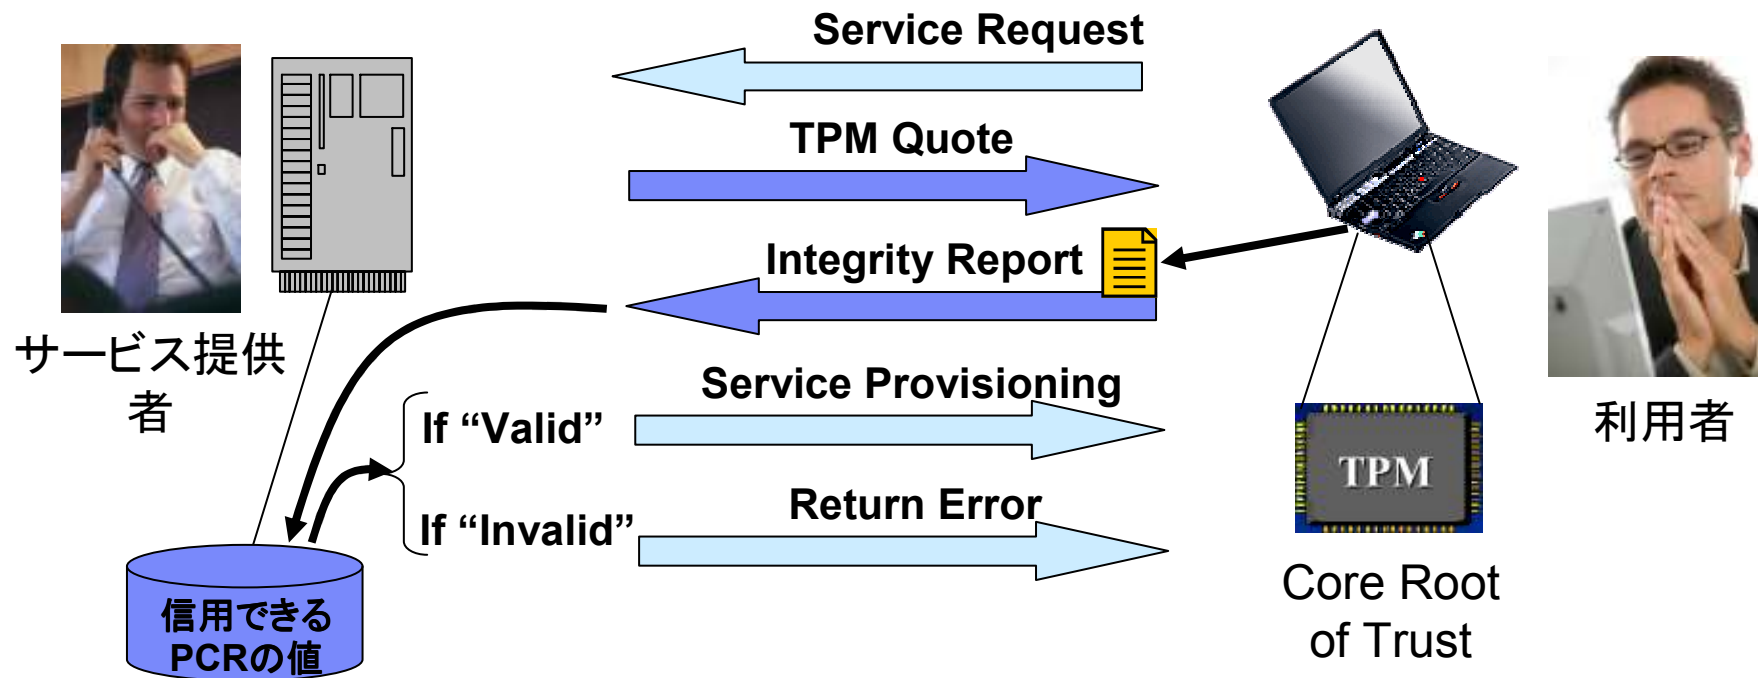 Service Request
TPM Quote
Integrity Report
サービス提供
者
Service Provisioning
If “Valid”
利用者
TPM
Return Error
If “Invalid”
Core Root
of Trust
信用できる
PCRの値